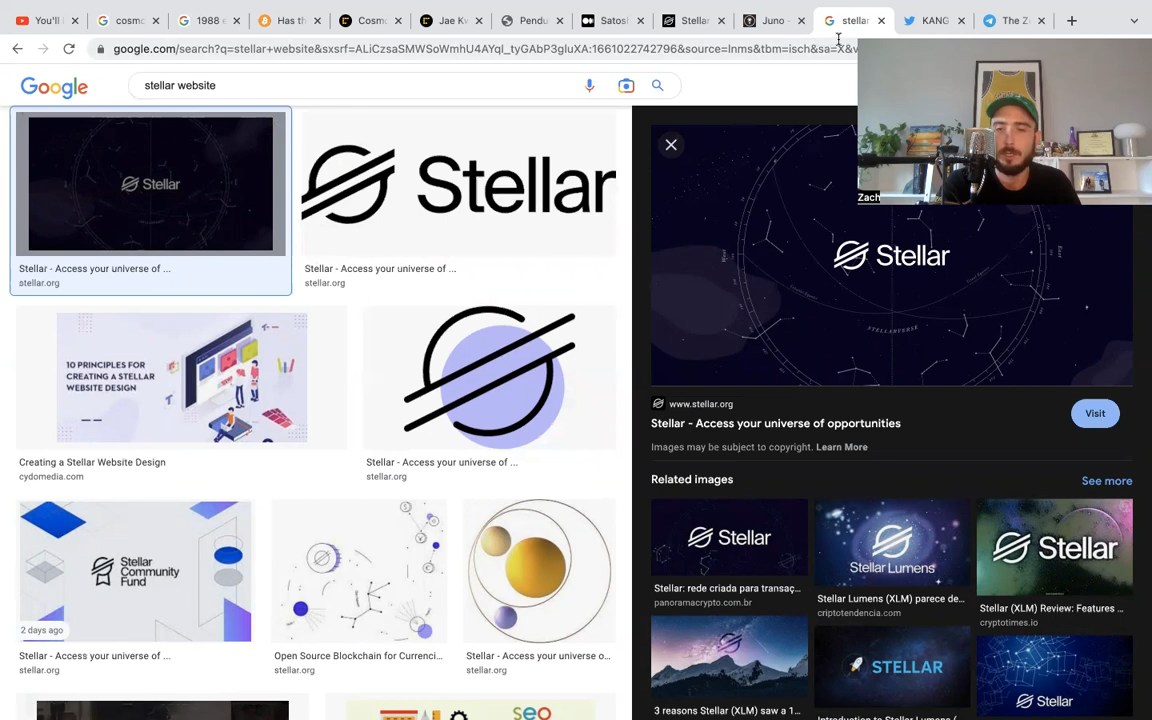 You'll
cosmo
1988 e
Has th
Cosmo
Jae Kw
Pendu
Satosh
Stellar
Juno -
stellar
KANG
The Z
google.com/search?q=stellar+website&sxsrf=ALiCzsaSMWSoWmhU4AYql_tyGAbP3gluXA:1661022742796&source=lnms&tbm=isch&sa=X&v
Google
stellar website
Zach
Stellar
Stellar
Stellar
STELLARVERSE
Stellar - Access your universe of ...
stellar.org
Stellar - Access your universe of ...
stellar.org
10 PRINCIPLES FOR
CREATING A STELLAR
WEBSITE DESIGN
Creating a Stellar Website Design
cydomedia.com
Stellar - Access your universe of ...
stellar.org
www.stellar.org
Stellar - Access your universe of opportunities
Visit
Images may be subject to copyright. Learn More
Related images
See more
Stellar
Community
Fund
2 days ago
Stellar - Access your universe of ...
stellar.org
Open Source Blockchain for Currenci...
stellar.org
Stellar - Access your universe o...
stellar.org
Stellar
Stellar: rede criada para transaç...
panoramacrypto.com.br
Stellar Lumens
Stellar Lumens (XLM) parece de...
criptotendencia.com
Stellar
Stellar (XLM) Review: Features ...
cryptotimes.io
3 reasons Stellar (XLM) saw a 1...
STELLAR
Stellar
SEO